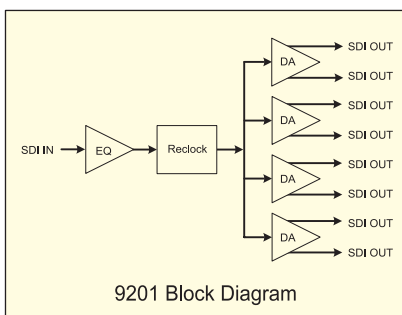 SDI OUT
DA
SDI OUT
SDI OUT
DA
SDI OUT
SDI IN
EQ
Reclock
SDI OUT
DA
SDI OUT
SDI OUT
DA
SDI OUT
9201 Block Diagram